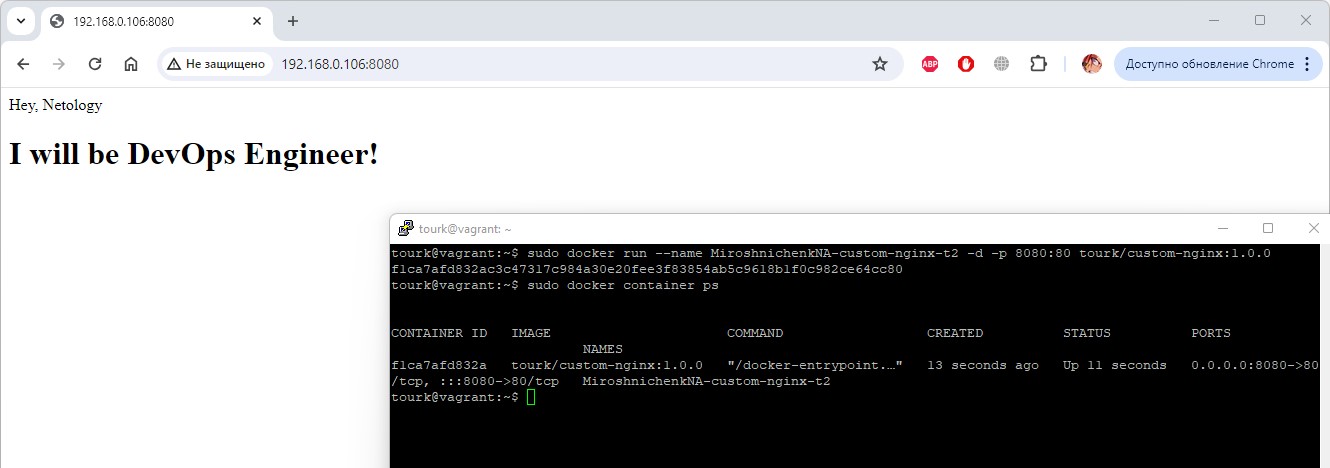 192.168.0.106:8080
Не защищено 192.168.0.106:8080 ABP Доступно обновление Chrome
Hey, Netology
I will be DevOps Engineer!
tourk@vagrant: ~
tourk@vagrant:~$ sudo docker run --name MiroshnichenkNA-custom-nginx-t2 -d -p 8080:80 tourk/custom-nginx:1.0.0
f1ca7afd832ac3c47317c984a30e20fee3f83854ab5c9618b1f0c982ce64cc80
tourk@vagrant:~$ sudo docker container ps
CONTAINER ID IMAGE COMMAND CREATED STATUS PORTS
NAMES
f1ca7afd832a tourk/custom-nginx:1.0.0 "/docker-entrypoint.…" 13 seconds ago Up 11 seconds 0.0.0.0:8080->80
/tcp, :::8080->80/tcp MiroshnichenkNA-custom-nginx-t2
tourk@vagrant:~$